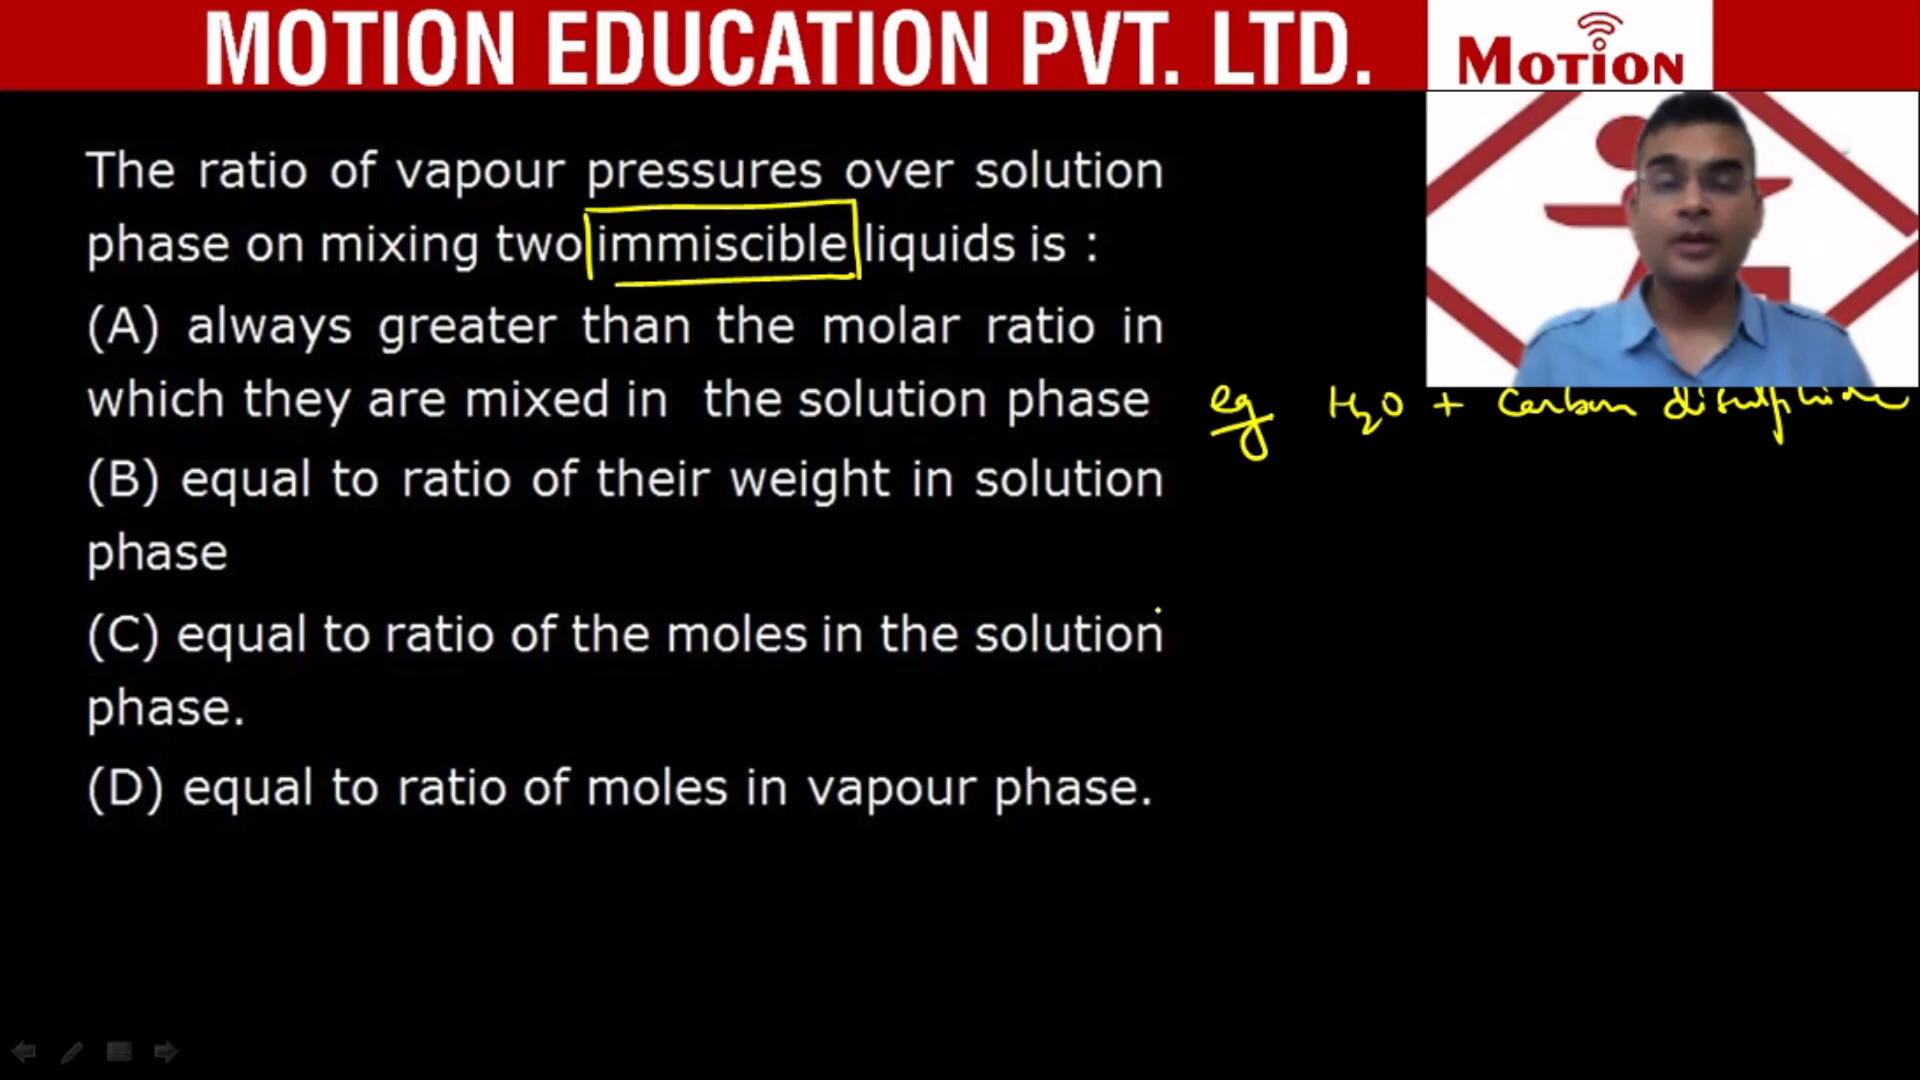 MOTION EDUCATION PVT. LTD.
MOTION
The ratio of vapour pressures over solution
phase on mixing two immiscible liquids is :
(A) always greater than the molar ratio in
which they are mixed in the solution phase
eg H₂O + Carbon disulphide
(B) equal to ratio of their weight in solution
phase
(C) equal to ratio of the moles in the solution
phase.
(D) equal to ratio of moles in vapour phase.